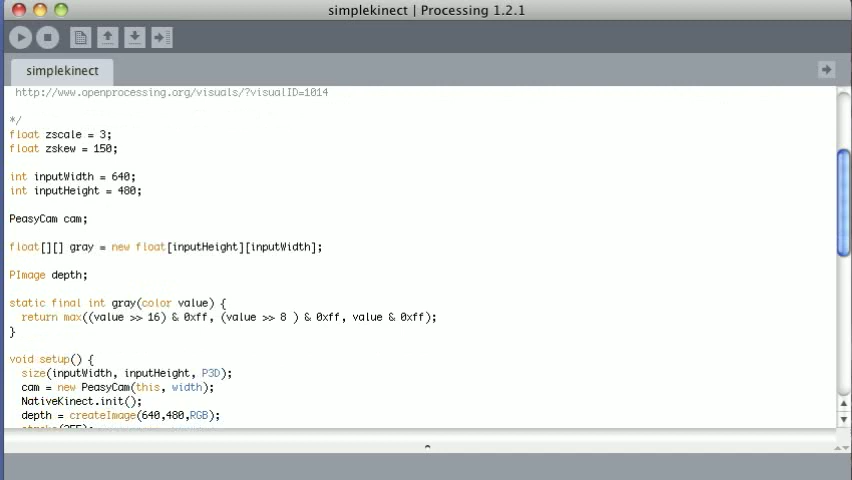 simplekinect | Processing 1.2.1
simplekinect
http://www.openprocessing.org/visuals/?visualID=1014
*/
float zscale = 3;
float zskew = 150;
int inputWidth = 640;
int inputHeight = 480;
PeasyCam cam;
float[][] gray = new float[inputHeight][inputWidth];
PImage depth;
static final int gray(color value) {
return max((value >> 16) & 0xff, (value >> 8 ) & 0xff, value & 0xff);
}
void setup() {
size(inputWidth, inputHeight, P3D);
cam = new PeasyCam(this, width);
NativeKinect.init();
depth = createImage(640,480,RGB);